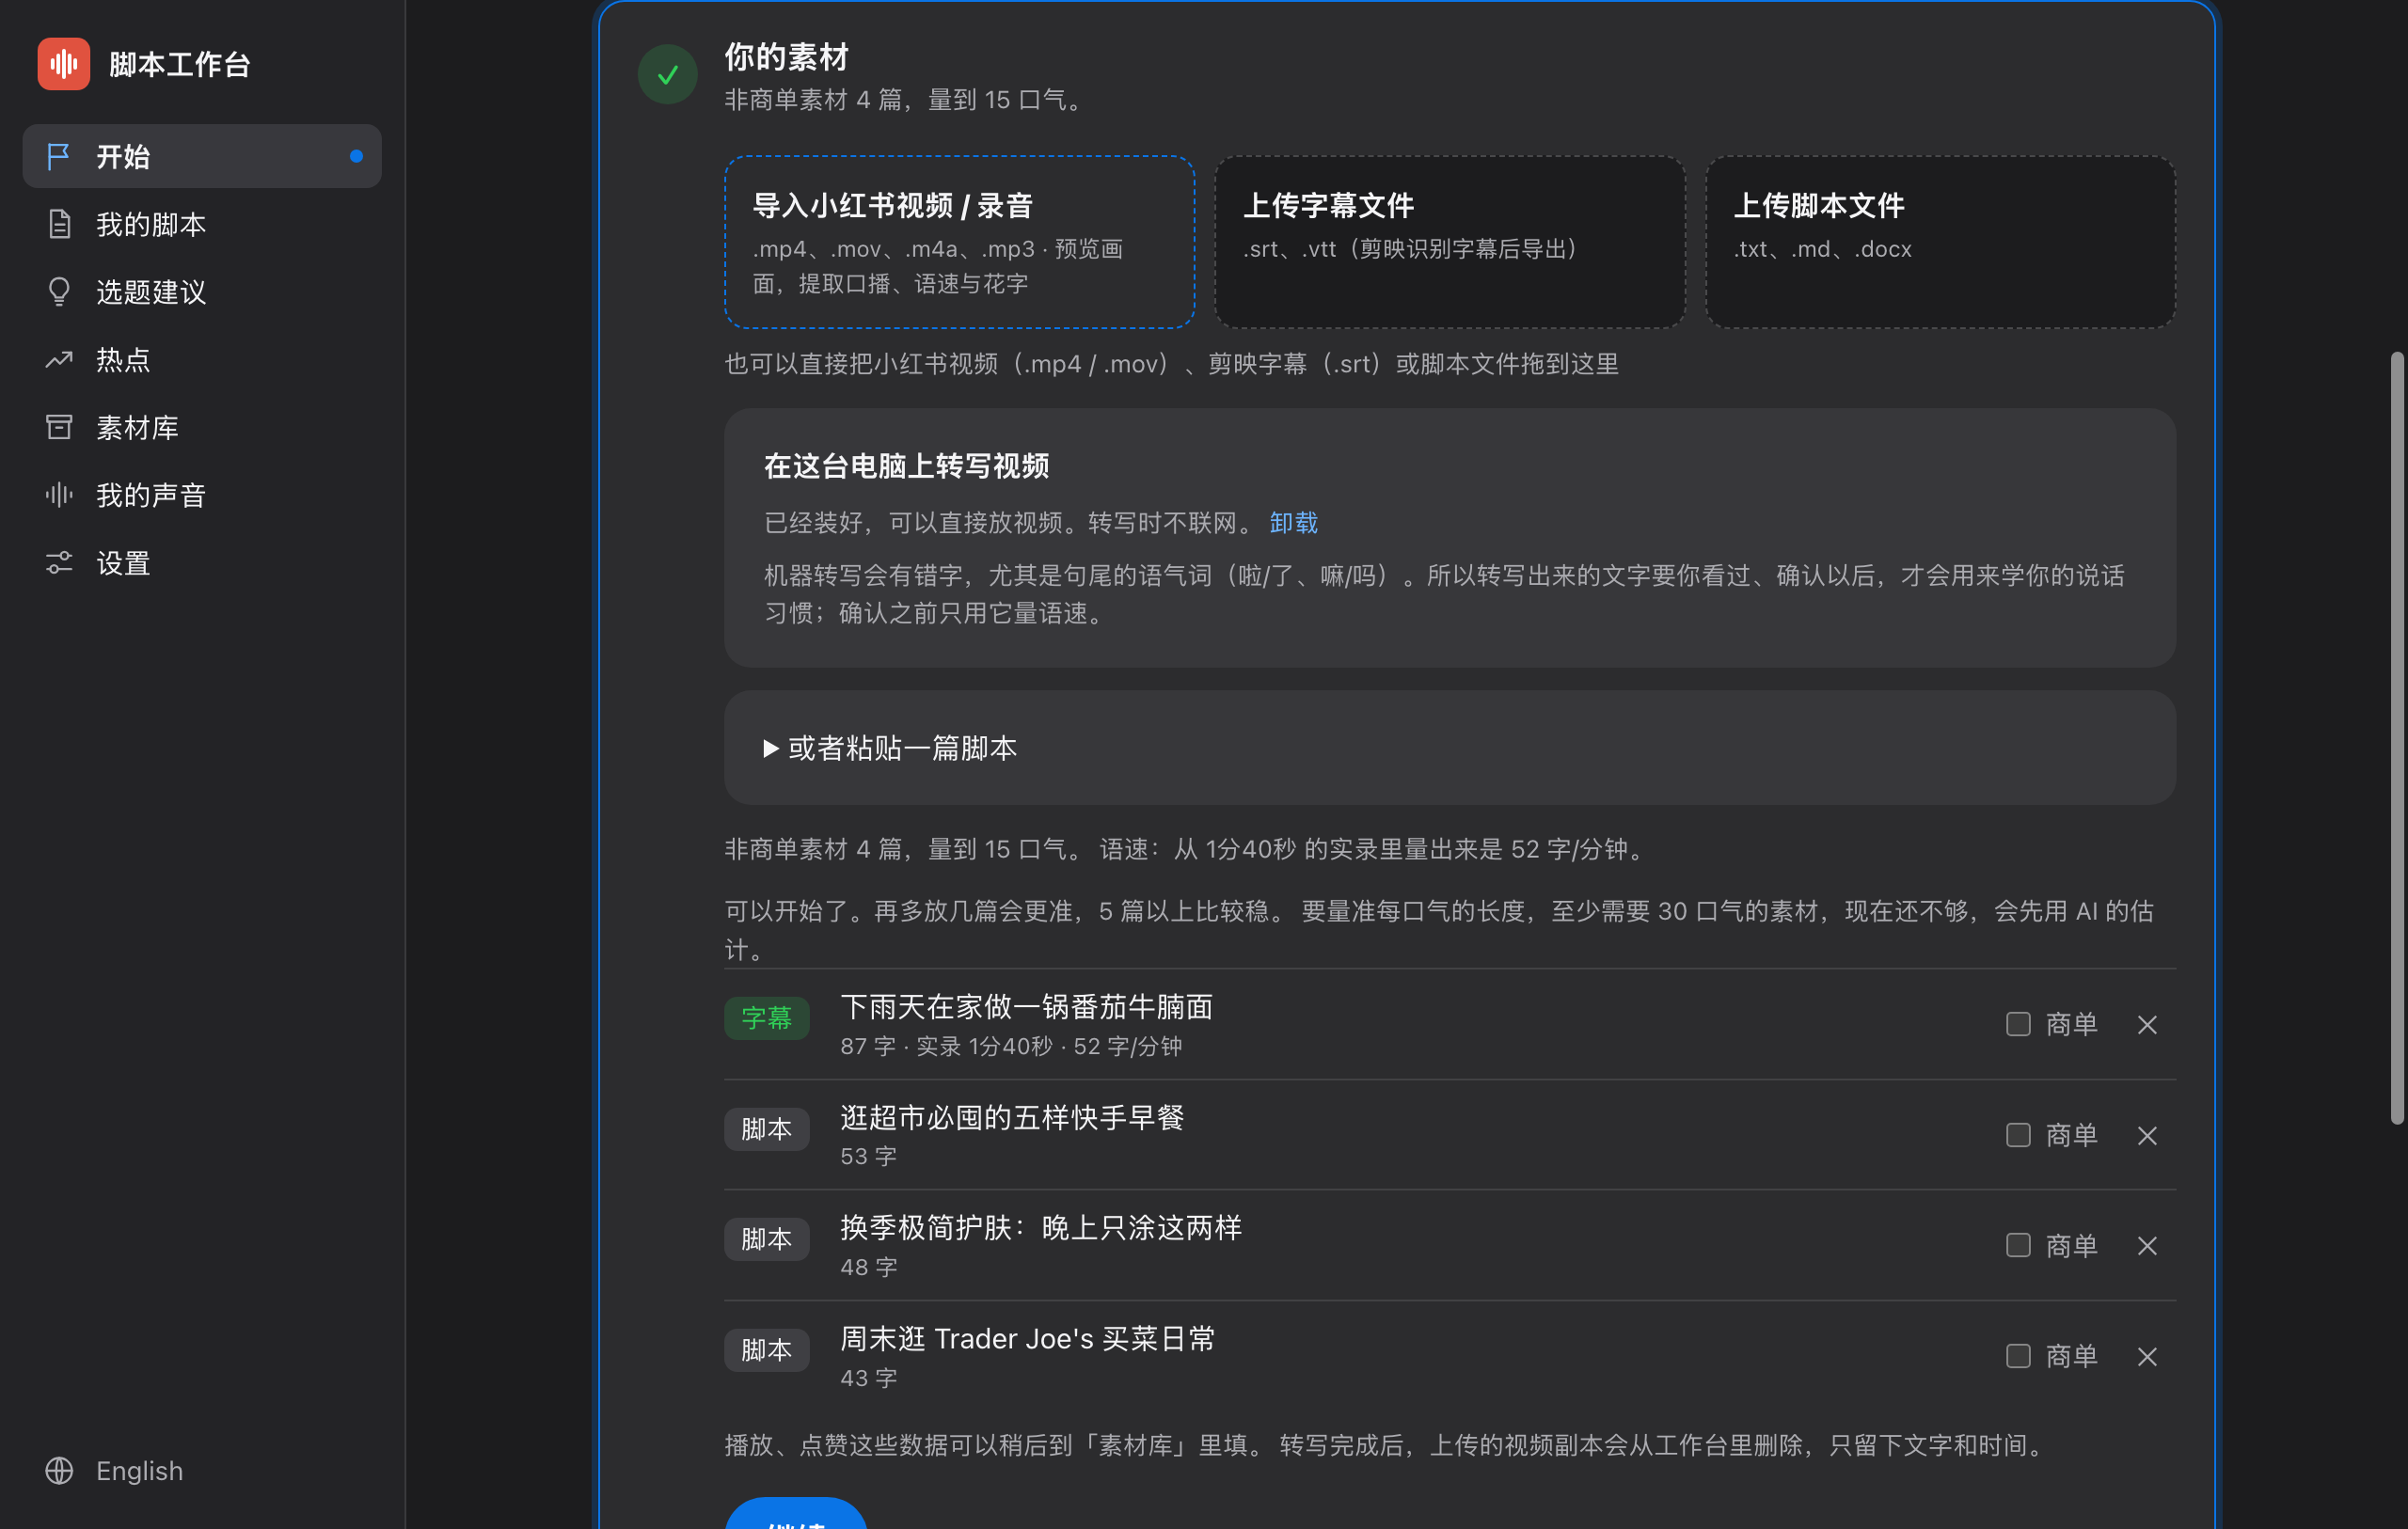 脚本工作台
开始
我的脚本
选题建议
热点
素材库
我的声音
设置
English
你的素材
非商单素材 4 篇，量到 15 口气。
导入小红书视频 / 录音
.mp4、.mov、.m4a、.mp3 · 预览画
面，提取口播、语速与花字
上传字幕文件
.srt、.vtt（剪映识别字幕后导出）
上传脚本文件
.txt、.md、.docx
也可以直接把小红书视频（.mp4 / .mov）、剪映字幕（.srt）或脚本文件拖到这里
在这台电脑上转写视频
已经装好，可以直接放视频。转写时不联网。 卸载
机器转写会有错字，尤其是句尾的语气词（啦/了、嘛/吗）。所以转写出来的文字要你看过、确认以后，才会用来学你的说话
习惯；确认之前只用它量语速。
或者粘贴一篇脚本
非商单素材 4 篇，量到 15 口气。 语速：从 1分40秒 的实录里量出来是 52 字/分钟。
可以开始了。再多放几篇会更准，5 篇以上比较稳。 要量准每口气的长度，至少需要 30 口气的素材，现在还不够，会先用 AI 的估
计。
字幕
下雨天在家做一锅番茄牛腩面
87 字 · 实录 1分40秒 · 52 字/分钟
商单
脚本
逛超市必囤的五样快手早餐
53 字
商单
脚本
换季极简护肤：晚上只涂这两样
48 字
商单
脚本
周末逛 Trader Joe's 买菜日常
43 字
商单
播放、点赞这些数据可以稍后到「素材库」里填。 转写完成后，上传的视频副本会从工作台里删除，只留下文字和时间。